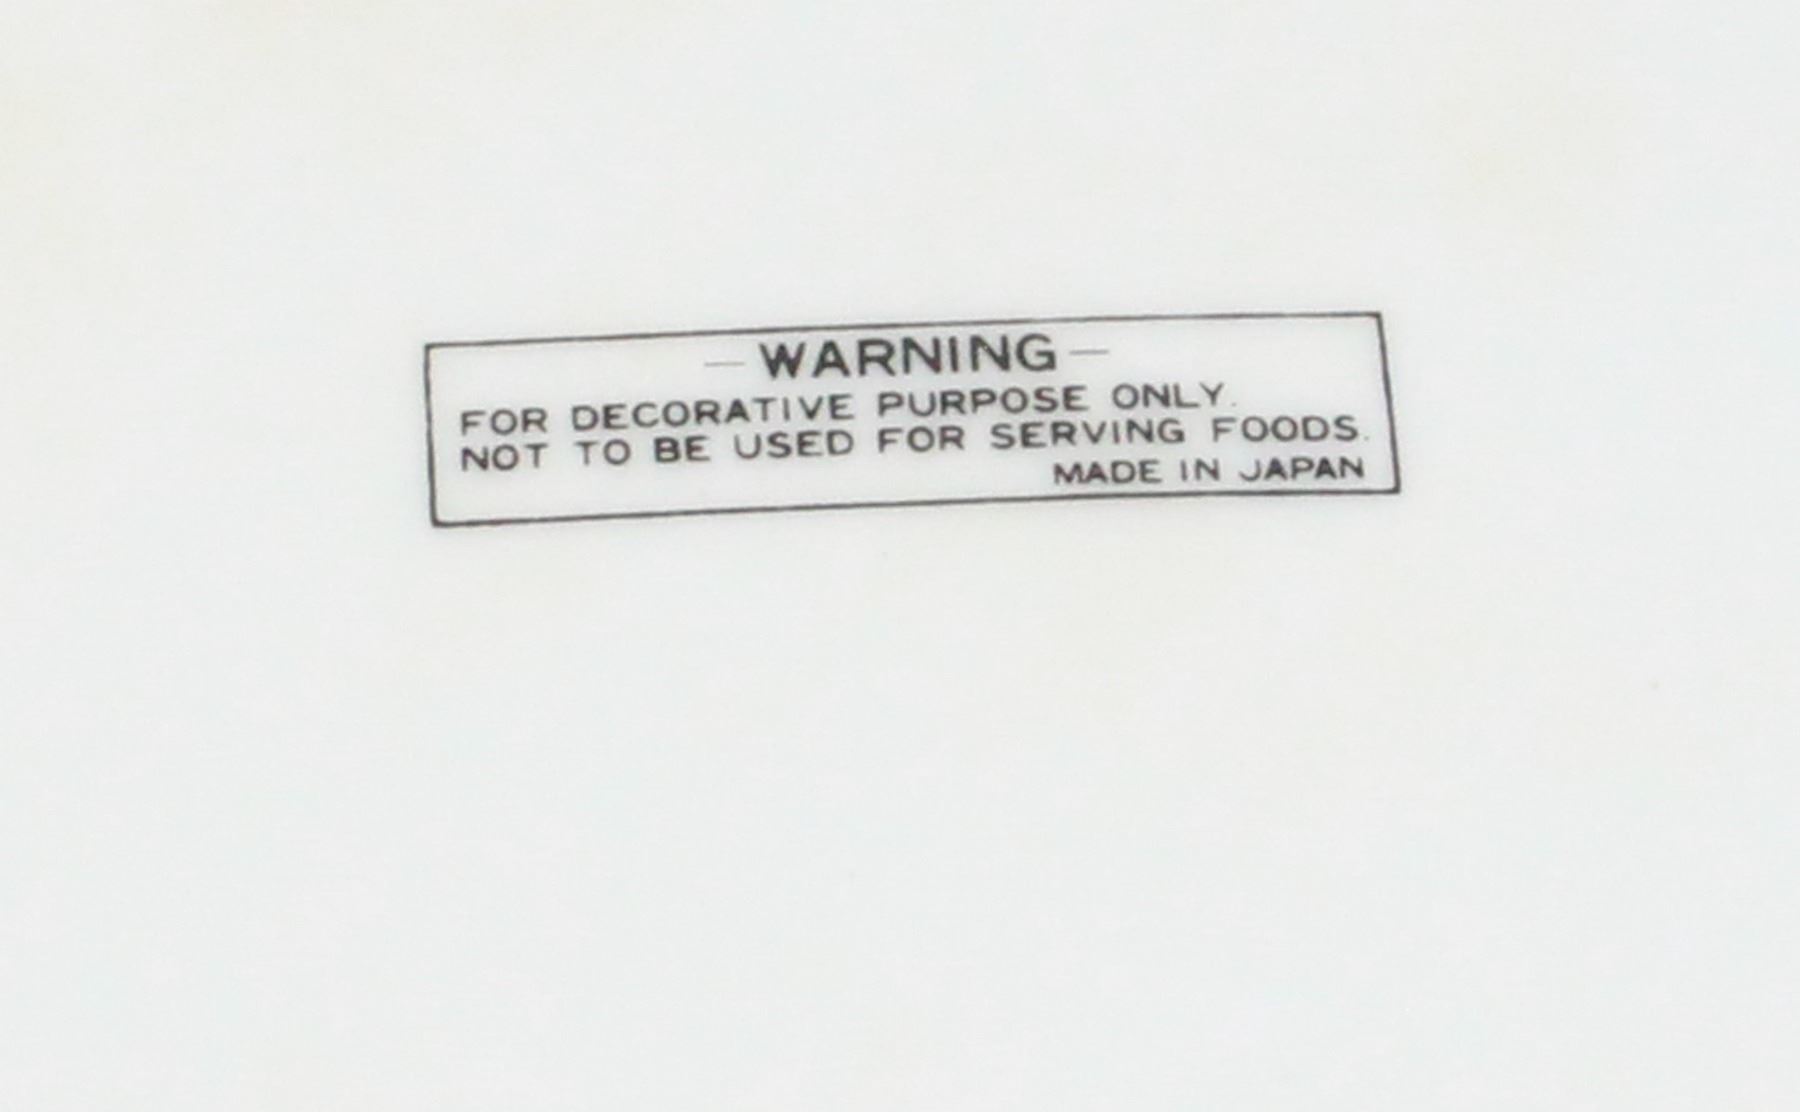 — WARNING —
FOR DECORATIVE PURPOSE ONLY.
NOT TO BE USED FOR SERVING FOODS.
MADE IN JAPAN